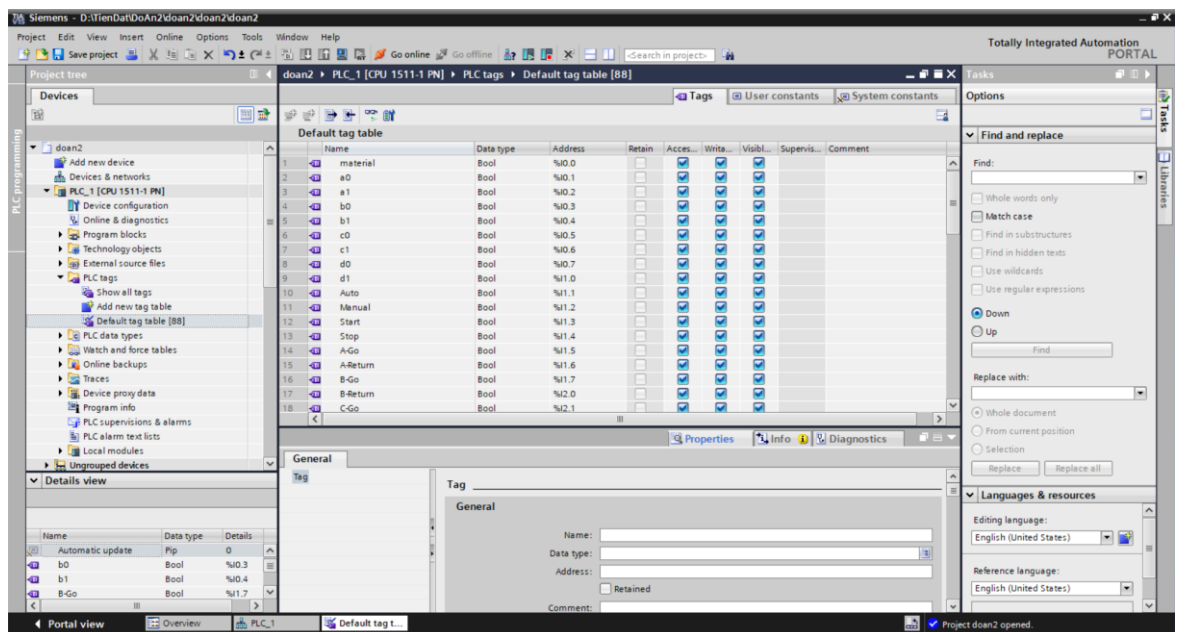 Siemens - D:\TienDat\DoAn2\doan2\doan2\doan2
Project Edit View Insert Online Options Tools Window Help
Save project Go online Go offline <Search in project>
Totally Integrated Automation
PORTAL
Project tree
doan2 PLC_1 [CPU 1511-1 PN] PLC tags Default tag table [88]
Tasks
Devices
Tags User constants System constants
Options
Default tag table
Name Data type Address Retain Acces... Writa... Visibl... Supervis... Comment
1 material Bool %I0.0
2 a0 Bool %I0.1
3 a1 Bool %I0.2
4 b0 Bool %I0.3
5 b1 Bool %I0.4
6 c0 Bool %I0.5
7 c1 Bool %I0.6
8 d0 Bool %I0.7
9 d1 Bool %I1.0
10 Auto Bool %I1.1
11 Manual Bool %I1.2
12 Start Bool %I1.3
13 Stop Bool %I1.4
14 A-Go Bool %I1.5
15 A-Return Bool %I1.6
16 B-Go Bool %I1.7
17 B-Return Bool %I2.0
18 C-Go Bool %I2.1
PLC programming
doan2
Add new device
Devices & networks
PLC_1 [CPU 1511-1 PN]
Device configuration
Online & diagnostics
Program blocks
Technology objects
External source files
PLC tags
Show all tags
Add new tag table
Default tag table [88]
PLC data types
Watch and force tables
Online backups
Traces
Device proxy data
Program info
PLC supervisions & alarms
PLC alarm text lists
Local modules
Ungrouped devices
Details view
Name Data type Details
Automatic update Pip 0
b0 Bool %I0.3
b1 Bool %I0.4
B-Go Bool %I1.7
Properties Info Diagnostics
General
Tag
Tag
General
Name:
Data type:
Address:
Retained
Comment:
Find and replace
Find:
Whole words only
Match case
Find in substructures
Find in hidden texts
Use wildcards
Use regular expressions
Down
Up
Find
Replace with:
Whole document
From current position
Selection
Replace Replace all
Languages & resources
Editing language:
English (United States)
Reference language:
English (United States)
Tasks
Libraries
Portal view Overview PLC_1 Default tag t... Project doan2 opened.